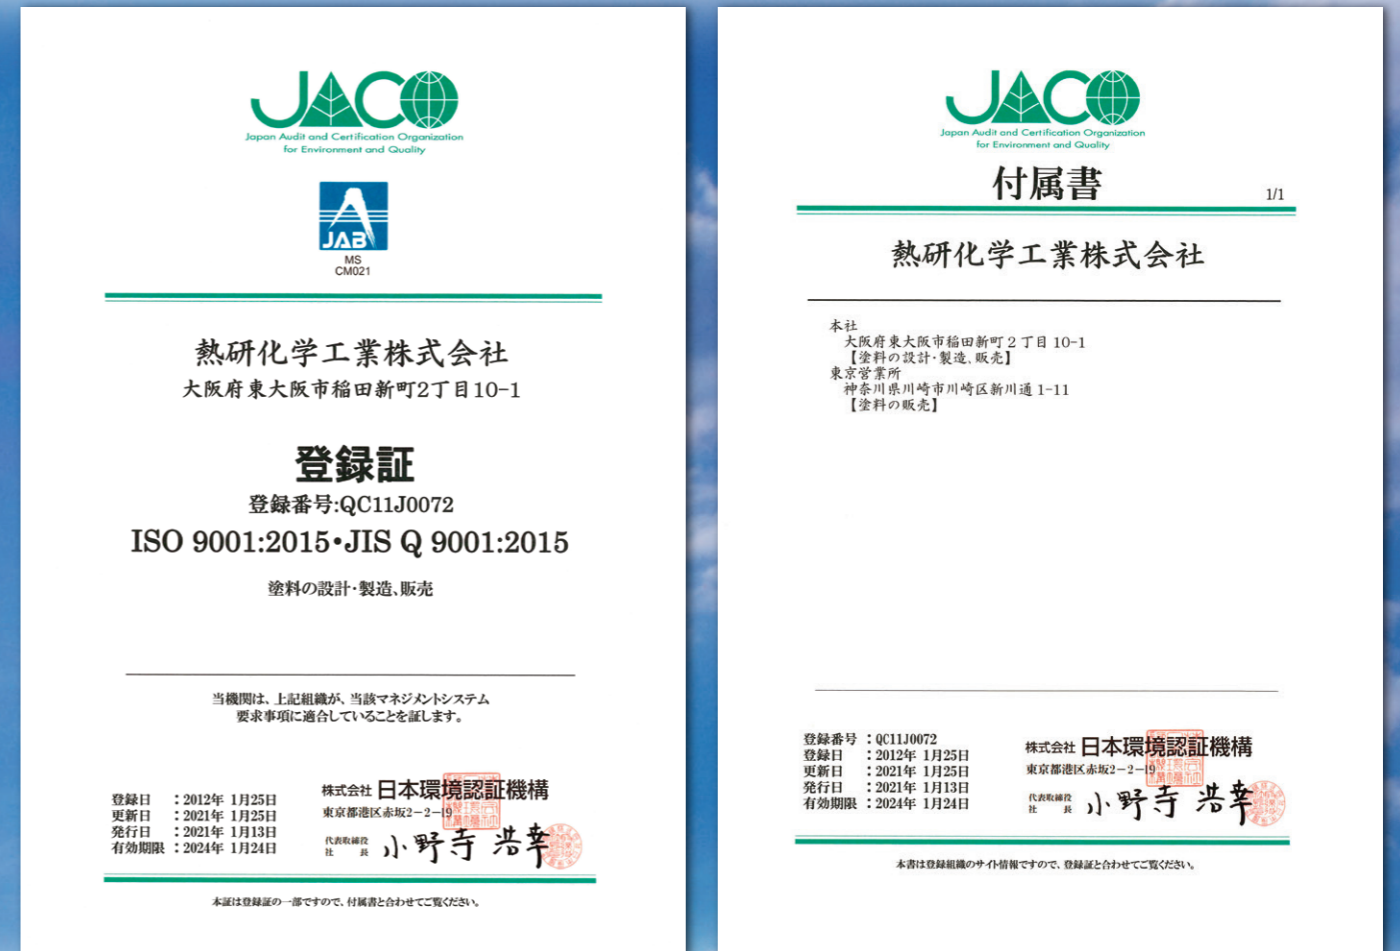 JACO
Japan Audit and Certification Organization
for Environment and Quality
JAB
MS
CM021
熱研化学工業株式会社
大阪府東大阪市稲田新町2丁目10-1
登録証
登録番号:QC11J0072
ISO 9001:2015・JIS Q 9001:2015
塗料の設計・製造、販売
当機関は、上記組織が、当該マネジメントシステム
要求事項に適合していることを証します。
登録日 : 2012年 1月25日
更新日 : 2021年 1月25日
発行日 : 2021年 1月13日
有効期限 : 2024年 1月24日
株式会社 日本環境認証機構
東京都港区赤坂2-2-19
代表取締役
社 長
小野寺 浩幸
本証は登録証の一部ですので、付属書と合わせてご覧ください。
JACO
Japan Audit and Certification Organization
for Environment and Quality
付属書
1/1
熱研化学工業株式会社
本社
大阪府東大阪市稲田新町2丁目10-1
【塗料の設計・製造、販売】
東京営業所
神奈川県川崎市川崎区新川通1-11
【塗料の販売】
登録番号 : QC11J0072
登録日 : 2012年 1月25日
更新日 : 2021年 1月25日
発行日 : 2021年 1月13日
有効期限 : 2024年 1月24日
株式会社 日本環境認証機構
東京都港区赤坂2-2-19
代表取締役
社 長
小野寺 浩幸
本書は登録組織のサイト情報ですので、登録証と合わせてご覧ください。